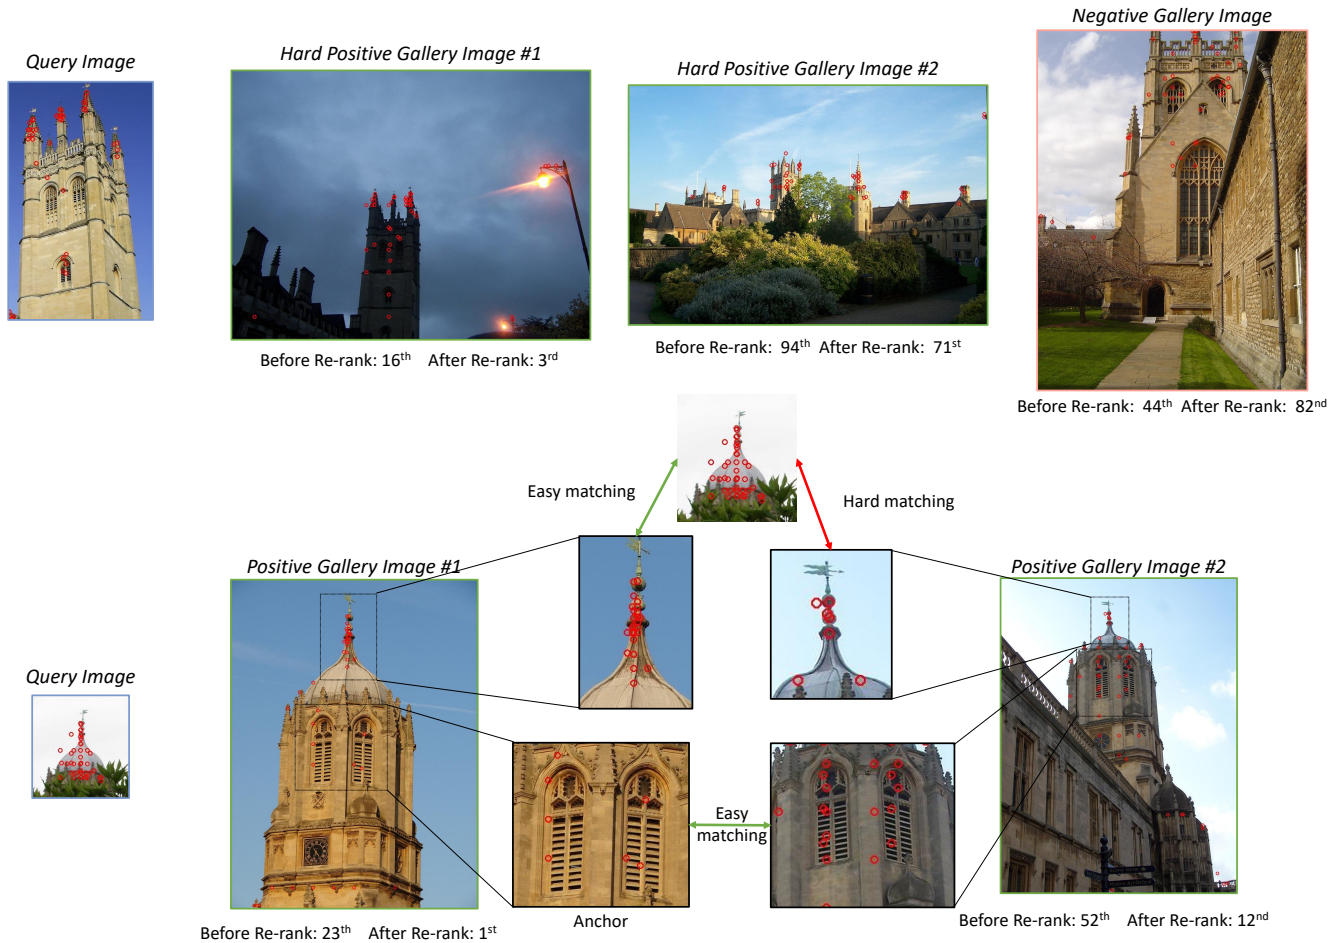 Query Image
Hard Positive Gallery Image #1
Hard Positive Gallery Image #2
Negative Gallery Image
Before Re-rank: 16th After Re-rank: 3rd
Before Re-rank: 94th After Re-rank: 71st
Before Re-rank: 44th After Re-rank: 82nd
Easy matching
Hard matching
Positive Gallery Image #1
Positive Gallery Image #2
Query Image
Easy
matching
Anchor
Before Re-rank: 23th After Re-rank: 1st
Before Re-rank: 52th After Re-rank: 12nd